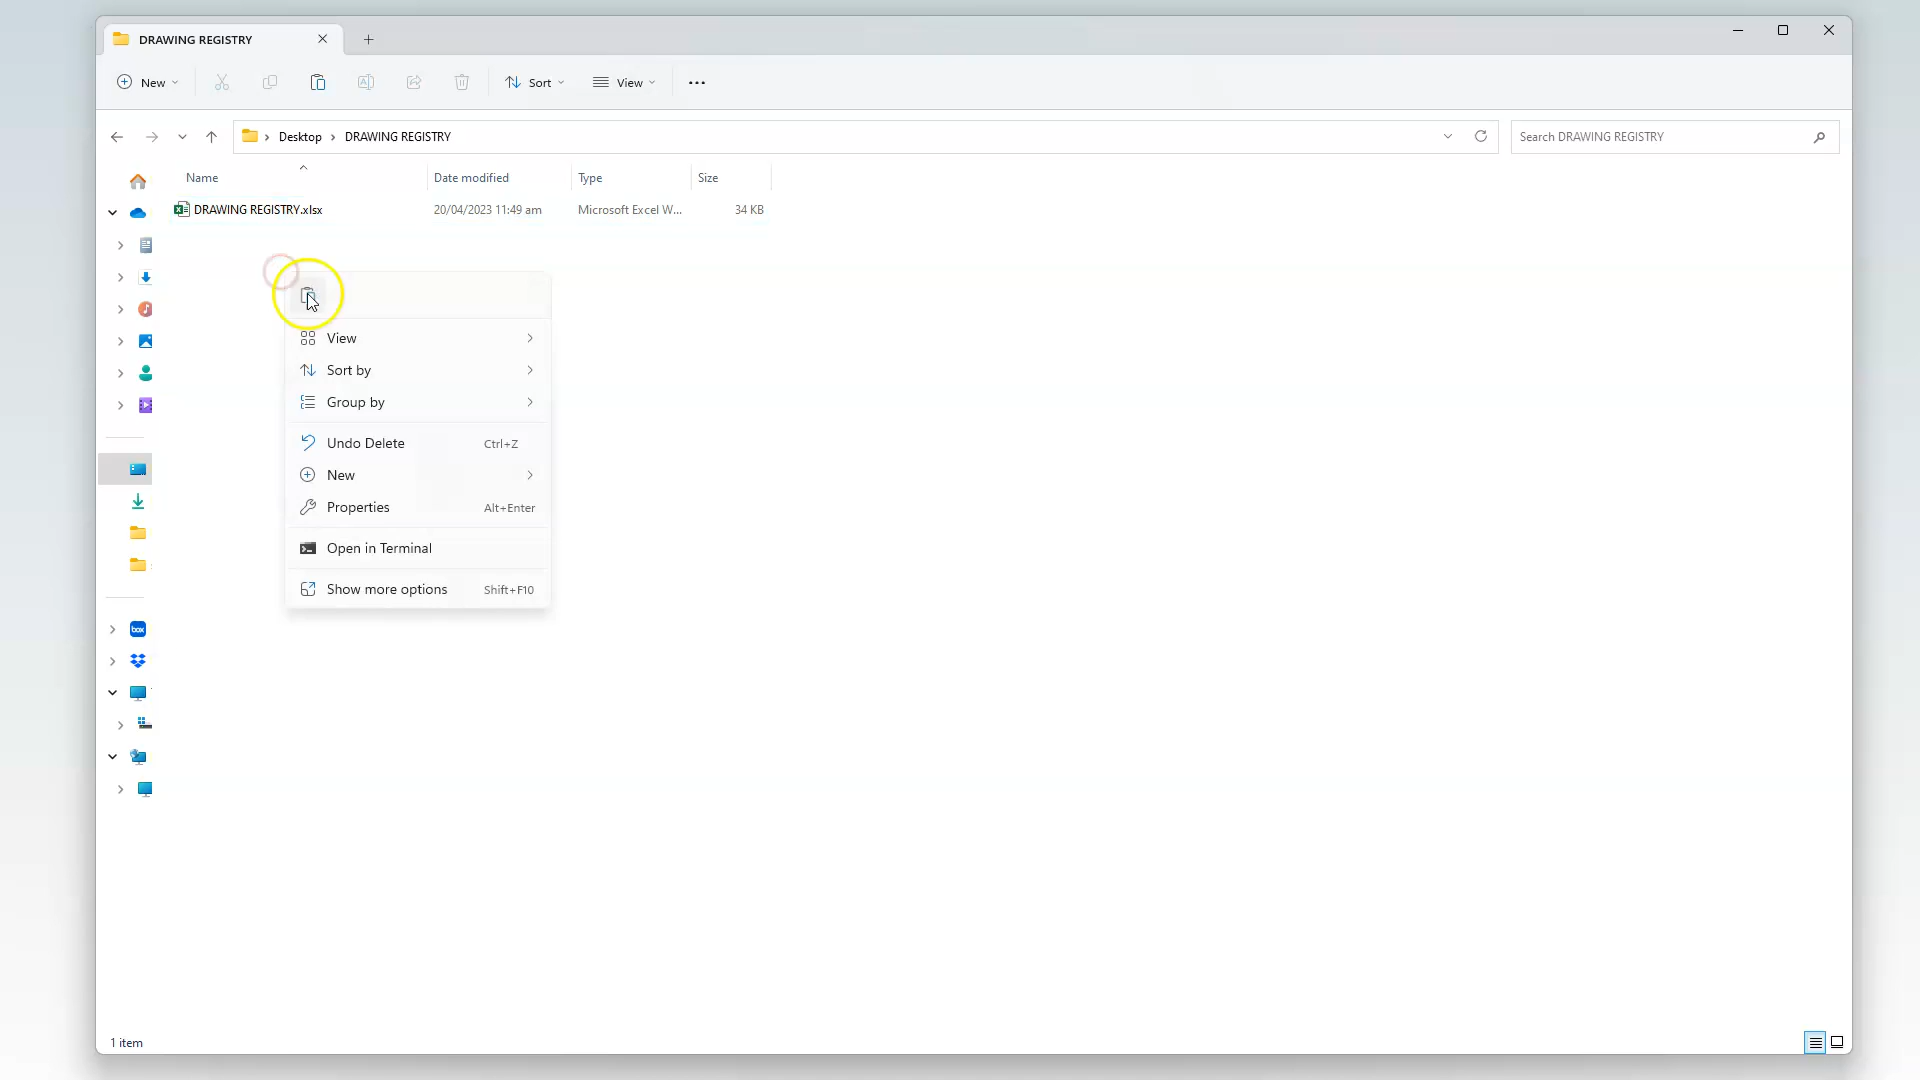 DRAWING REGISTRY
New
Sort
View
Desktop
DRAWING REGISTRY
Search DRAWING REGISTRY
Name
Date modified
Type
Size
DRAWING REGISTRY.xlsx
20/04/2023 11:49 am
Microsoft Excel W...
34 KB
View
Sort by
Group by
Undo Delete
Ctrl+Z
New
Properties
Alt+Enter
Open in Terminal
Show more options
Shift+F10
box
1 item